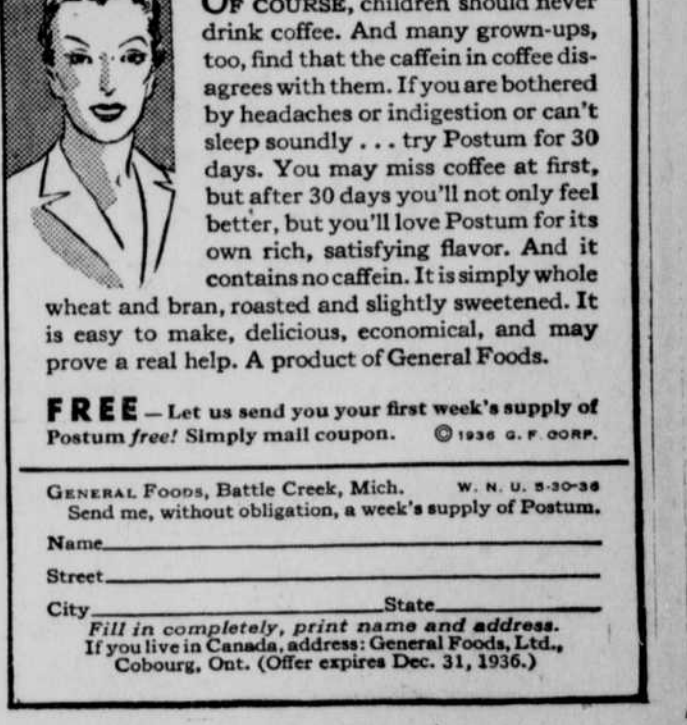 OF COURSE, children should never
drink coffee. And many grown-ups,
too, find that the caffein in coffee dis-
agrees with them. If you are bothered
by headaches or indigestion or can't
sleep soundly . . . try Postum for 30
days. You may miss coffee at first,
but after 30 days you'll not only feel
better, but you'll love Postum for its
own rich, satisfying flavor. And it
contains no caffein. It is simply whole
wheat and bran, roasted and slightly sweetened. It
is easy to make, delicious, economical, and may
prove a real help. A product of General Foods.
FREE — Let us send you your first week's supply of
Postum free! Simply mail coupon. © 1936 G. F. CORP.
GENERAL FOODS, Battle Creek, Mich. W. N. U. 5-30-36
Send me, without obligation, a week's supply of Postum.
Name
Street
City State
Fill in completely, print name and address.
If you live in Canada, address: General Foods, Ltd.,
Cobourg, Ont. (Offer expires Dec. 31, 1936.)